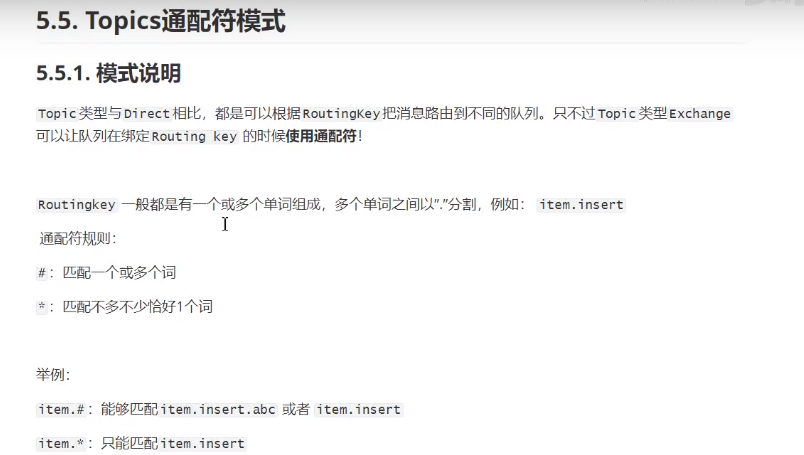 5.5. Topics通配符模式
5.5.1. 模式说明
Topic类型与Direct相比，都是可以根据RoutingKey把消息路由到不同的队列。只不过Topic类型Exchange
可以让队列在绑定Routing key 的时候使用通配符！
Routingkey 一般都是有一个或多个单词组成，多个单词之间以”.”分割，例如： item.insert
通配符规则：
#：匹配一个或多个词
*：匹配不多不少恰好1个词
举例：
item.#：能够匹配item.insert.abc 或者 item.insert
item.*：只能匹配item.insert